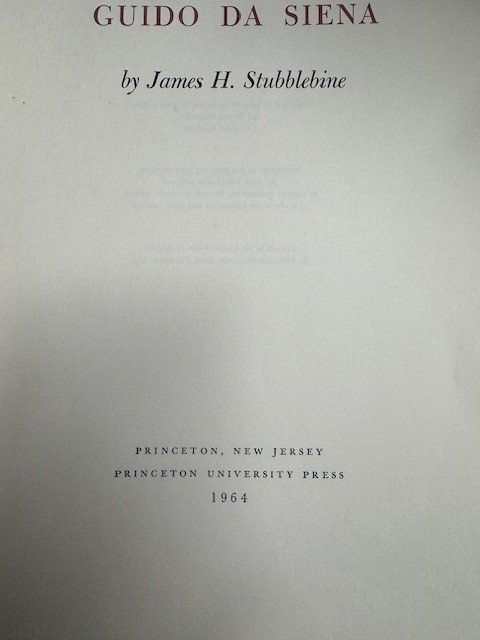 GUIDO DA SIENA
by James H. Stubblebine
PRINCETON, NEW JERSEY
PRINCETON UNIVERSITY PRESS
1964